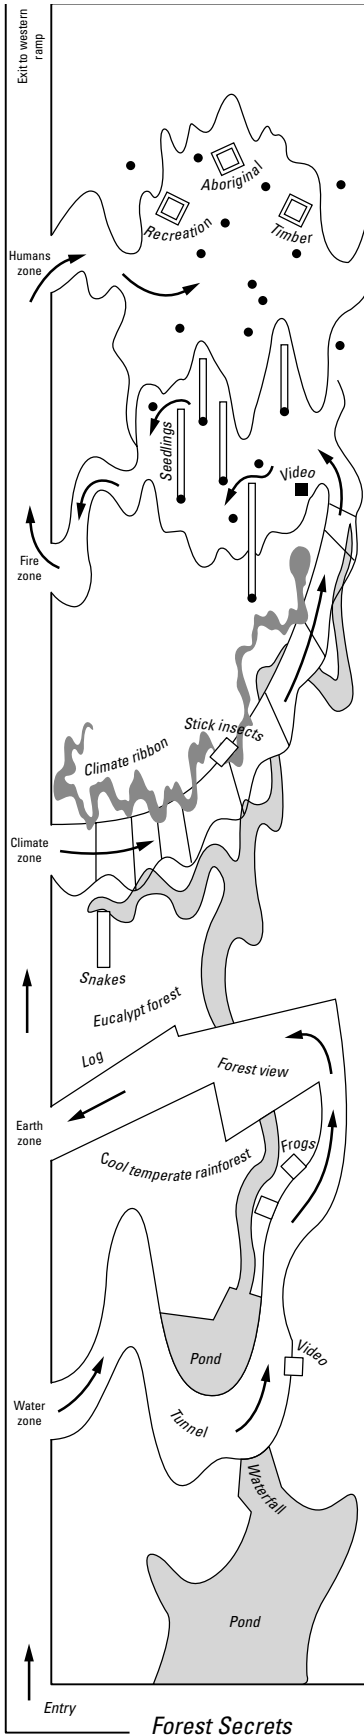 Exit to western
ramp
Aboriginal
Recreation
Timber
Humans
zone
Seedlings
Video
Fire
zone
Stick insects
Climate ribbon
Climate
zone
Snakes
Eucalypt forest
Log
Forest view
Earth
zone
Frogs
Cool temperate rainforest
Pond
Video
Water
zone
Tunnel
Waterfall
Pond
Entry
Forest Secrets